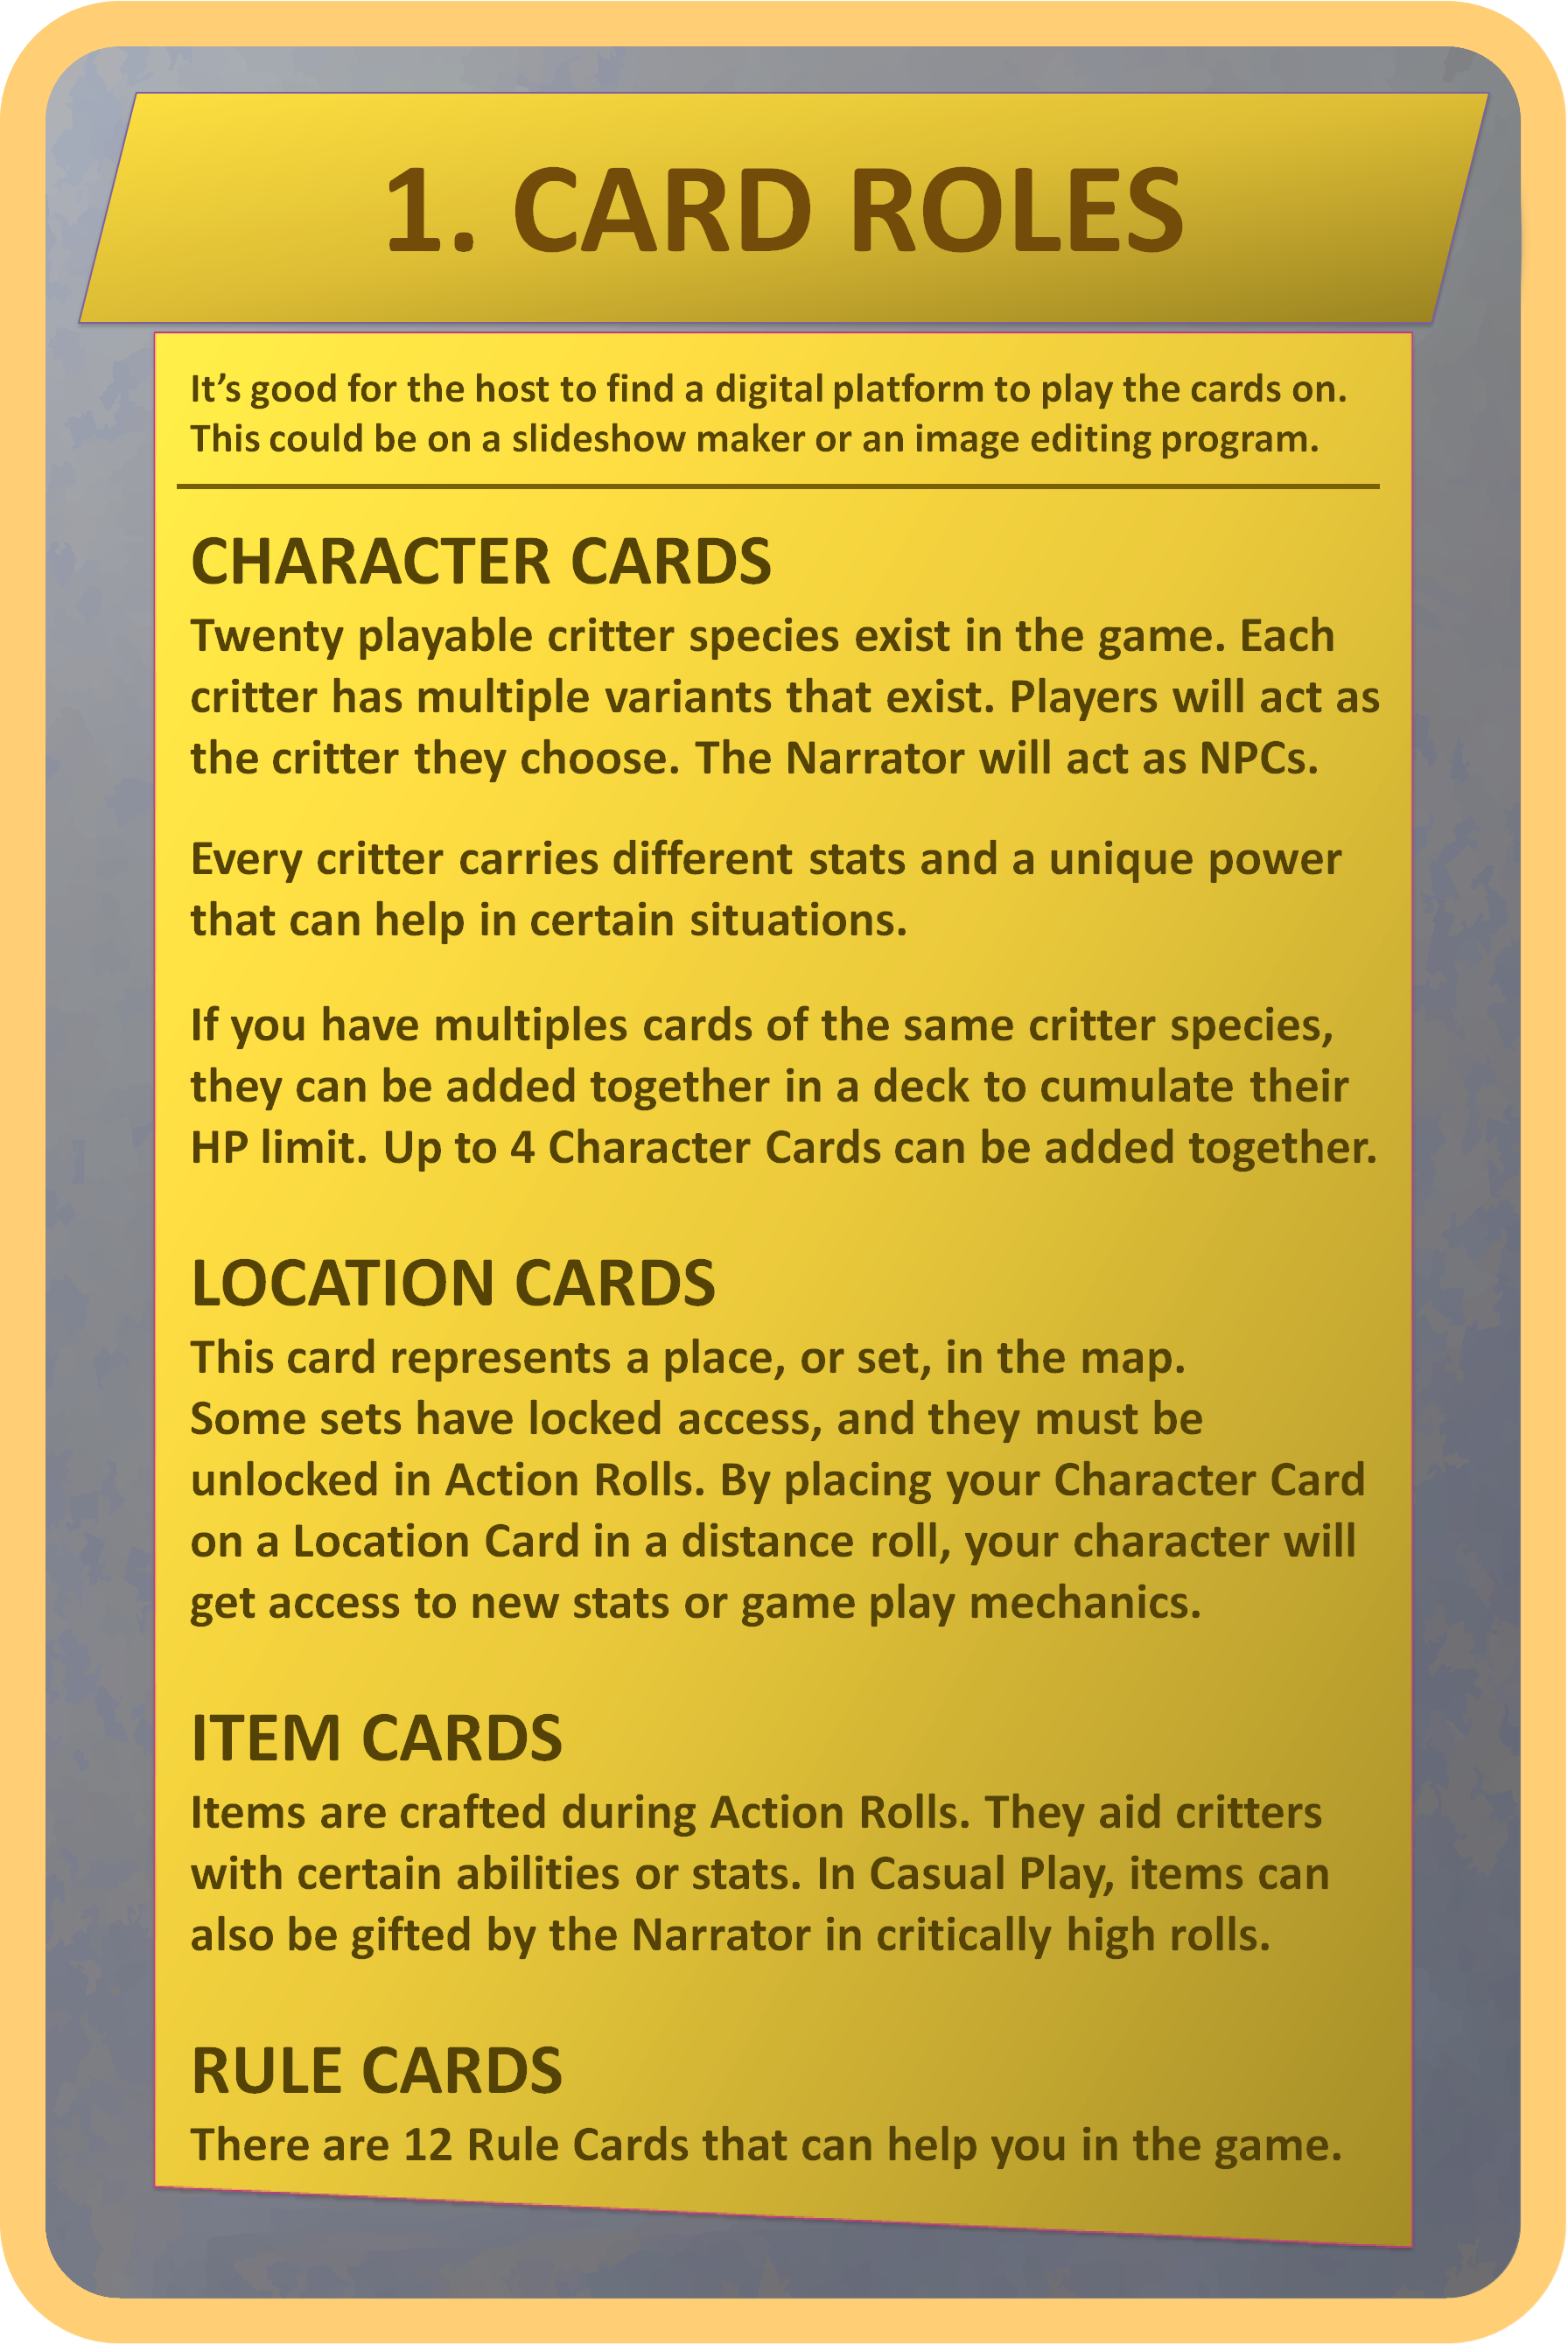 1. CARD ROLES
It’s good for the host to find a digital platform to play the cards on.
This could be on a slideshow maker or an image editing program.
CHARACTER CARDS
Twenty playable critter species exist in the game. Each
critter has multiple variants that exist. Players will act as
the critter they choose. The Narrator will act as NPCs.
Every critter carries different stats and a unique power
that can help in certain situations.
If you have multiples cards of the same critter species,
they can be added together in a deck to cumulate their
HP limit. Up to 4 Character Cards can be added together.
LOCATION CARDS
This card represents a place, or set, in the map.
Some sets have locked access, and they must be
unlocked in Action Rolls. By placing your Character Card
on a Location Card in a distance roll, your character will
get access to new stats or game play mechanics.
ITEM CARDS
Items are crafted during Action Rolls. They aid critters
with certain abilities or stats. In Casual Play, items can
also be gifted by the Narrator in critically high rolls.
RULE CARDS
There are 12 Rule Cards that can help you in the game.